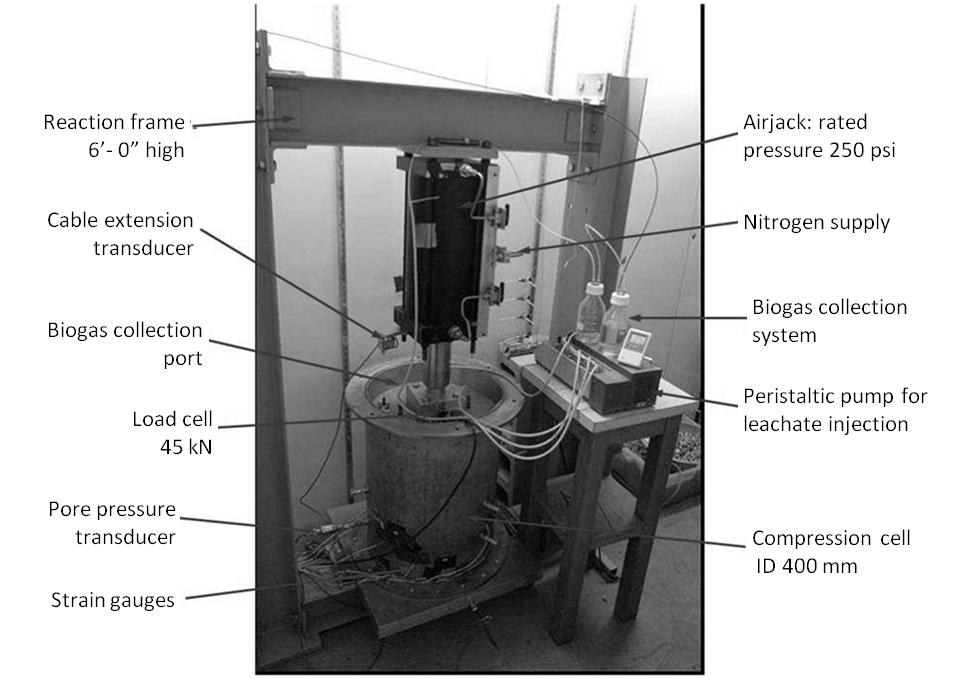 Reaction frame
6’- 0” high
Cable extension
transducer
Biogas collection
port
Load cell
45 kN
Pore pressure
transducer
Strain gauges
Airjack: rated
pressure 250 psi
Nitrogen supply
Biogas collection
system
Peristaltic pump for
leachate injection
Compression cell
ID 400 mm